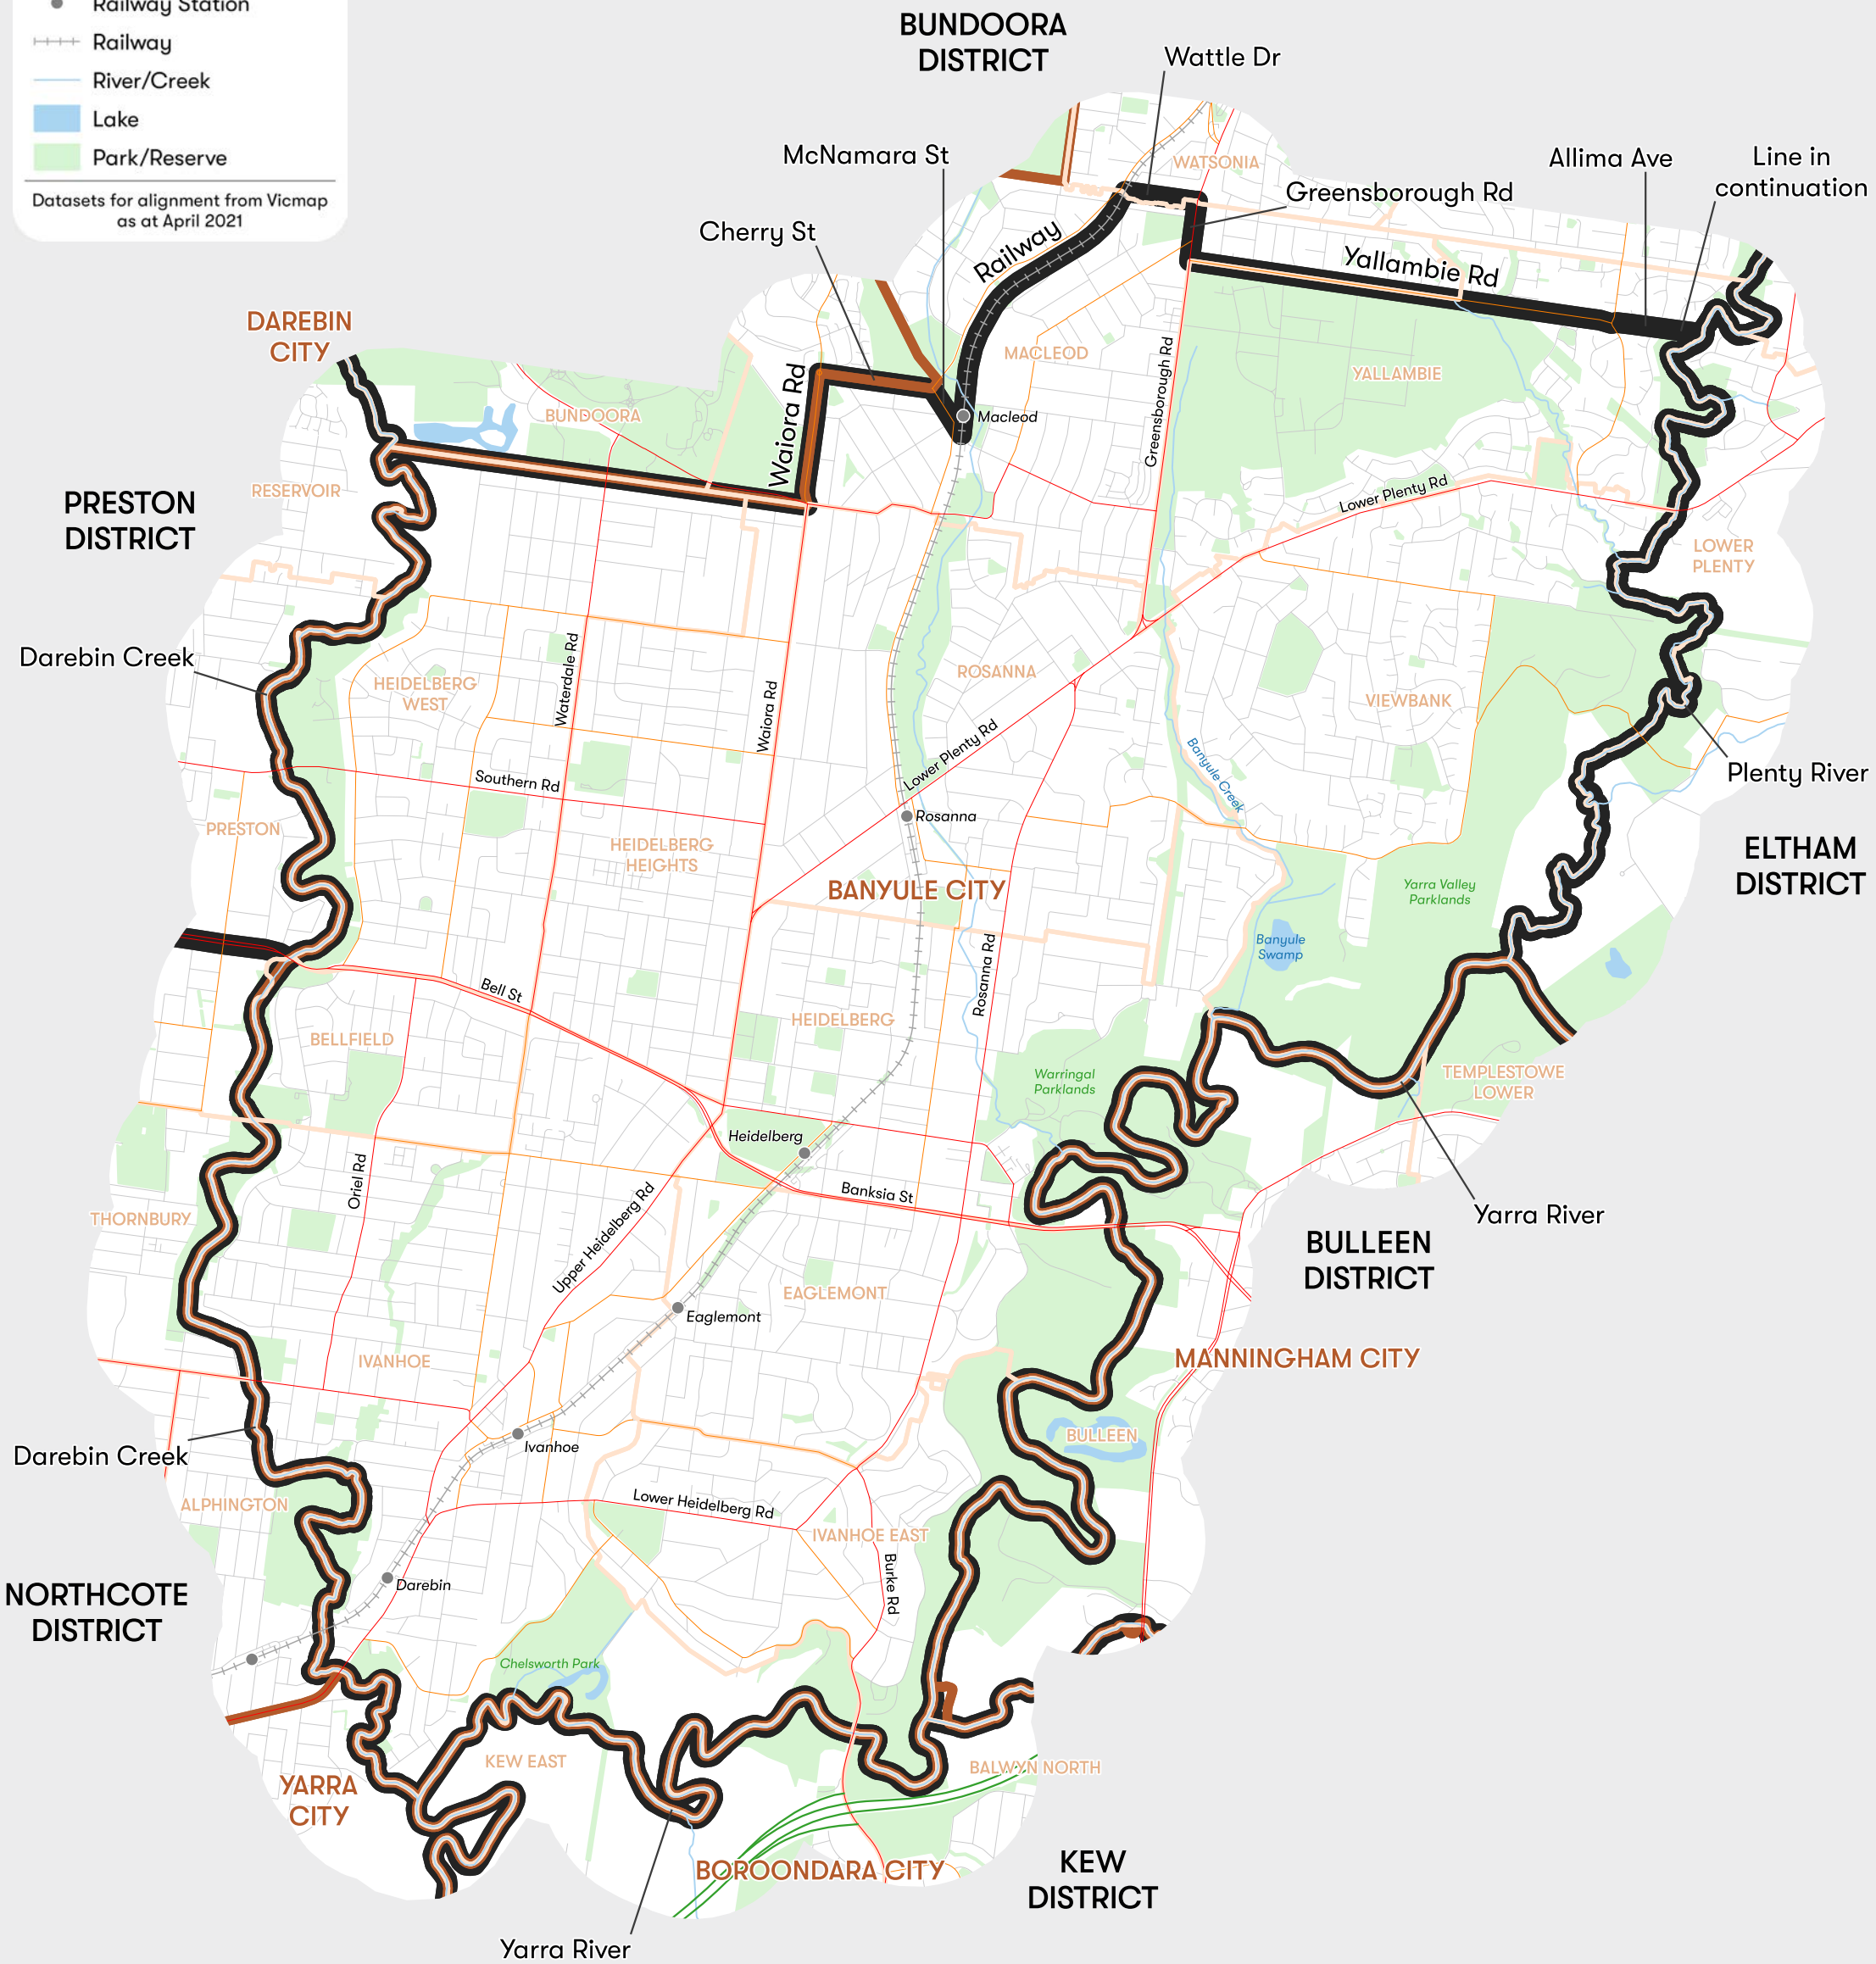 Railway Station
Railway
River/Creek
Lake
Park/Reserve
Datasets for alignment from Vicmap
as at April 2021
BUNDOORA
DISTRICT
Wattle Dr
McNamara St
WATSONIA
Allima Ave
Line in
continuation
Greensborough Rd
Cherry St
Railway
Yallambie Rd
DAREBIN
CITY
MACLEOD
YALLAMBIE
Greensborough Rd
Waiora Rd
BUNDOORA
Macleod
RESERVOIR
PRESTON
DISTRICT
Lower Plenty Rd
LOWER
PLENTY
Darebin Creek
HEIDELBERG
WEST
Waterdale Rd
Waiora Rd
ROSANNA
VIEWBANK
Lower Plenty Rd
Banyule Creek
Plenty River
Southern Rd
Rosanna
PRESTON
HEIDELBERG
HEIGHTS
ELTHAM
DISTRICT
BANYULE CITY
Yarra Valley
Parklands
Banyule
Swamp
Rosanna Rd
Bell St
HEIDELBERG
BELLFIELD
Warringal
Parklands
TEMPLESTOWE
LOWER
Heidelberg
Oriel Rd
Banksia St
Upper Heidelberg Rd
THORNBURY
Yarra River
BULLEEN
DISTRICT
EAGLEMONT
Eaglemont
IVANHOE
MANNINGHAM CITY
BULLEEN
Ivanhoe
Darebin Creek
ALPHINGTON
Lower Heidelberg Rd
IVANHOE EAST
Burke Rd
Darebin
NORTHCOTE
DISTRICT
Chelsworth Park
KEW EAST
BALWYN NORTH
YARRA
CITY
BOROONDARA CITY
KEW
DISTRICT
Yarra River